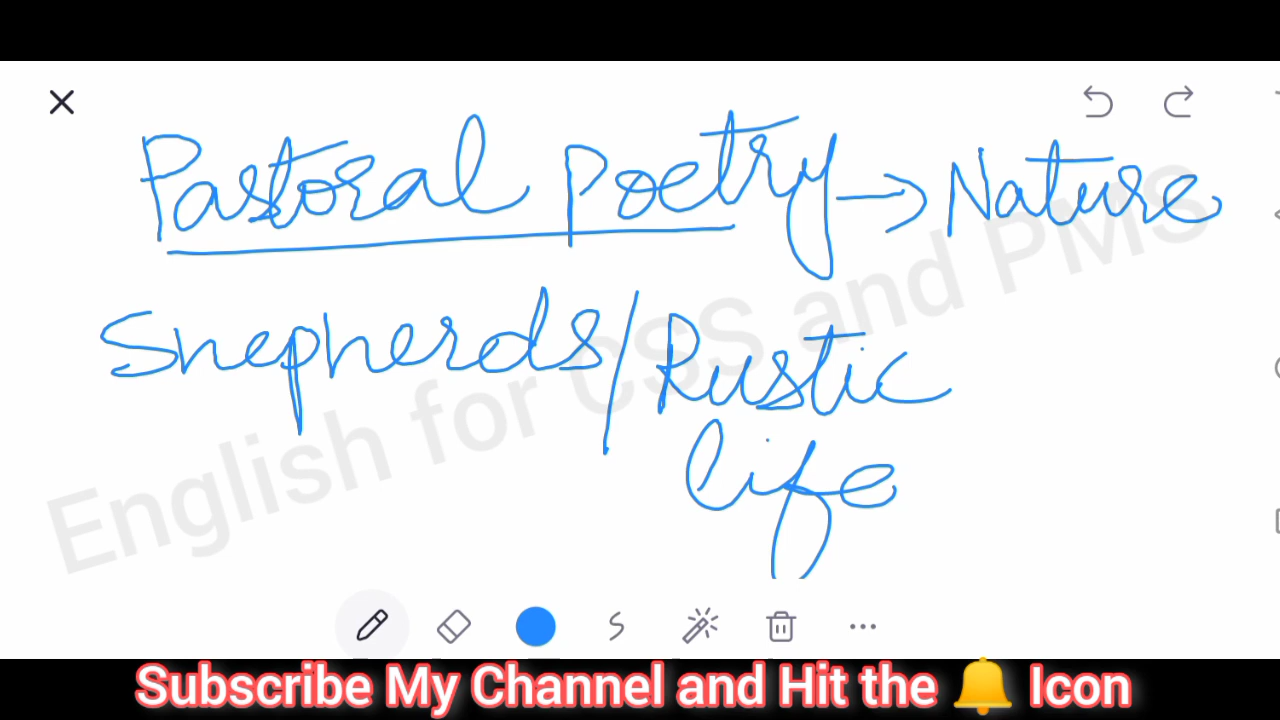 Pastoral Poetry → Nature
Shepherds/Rustic
life
English for CSS and PMS
Subscribe My Channel and Hit the 🔔 Icon